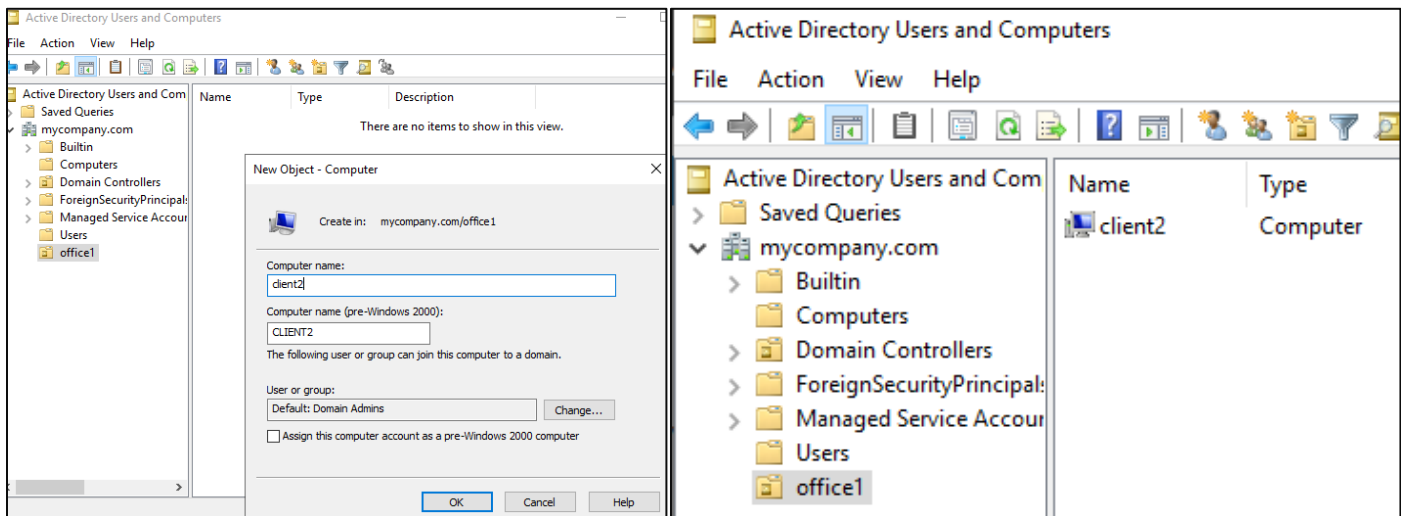 Active Directory Users and Computers
File Action View Help
Active Directory Users and Com
Saved Queries
mycompany.com
Builtin
Computers
Domain Controllers
ForeignSecurityPrincipals
Managed Service Accour
Users
office1
Name Type Description
There are no items to show in this view.
New Object - Computer
Create in: mycompany.com/office1
Computer name:
client2
Computer name (pre-Windows 2000):
CLIENT2
The following user or group can join this computer to a domain.
User or group:
Default: Domain Admins
Change...
Assign this computer account as a pre-Windows 2000 computer
OK Cancel Help
Active Directory Users and Computers
File Action View Help
Active Directory Users and Com
Saved Queries
mycompany.com
Builtin
Computers
Domain Controllers
ForeignSecurityPrincipals
Managed Service Accour
Users
office1
Name Type
client2 Computer